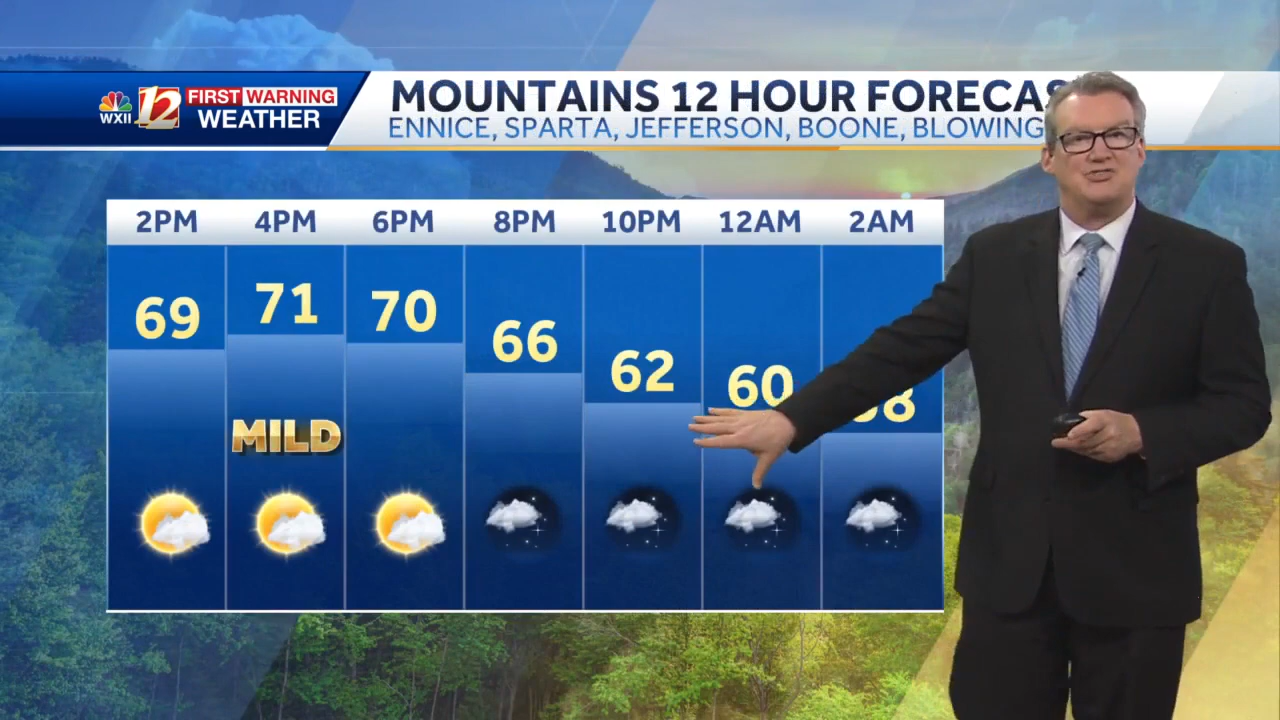 WXII 12 FIRST WARNING
WEATHER
MOUNTAINS 12 HOUR
ENNICE, SPARTA, JEFFERSON, BOONE, BLOWING
2PM 4PM 6PM 8PM 10PM 12AM 2AM
69 71 70 66 62 60
MILD